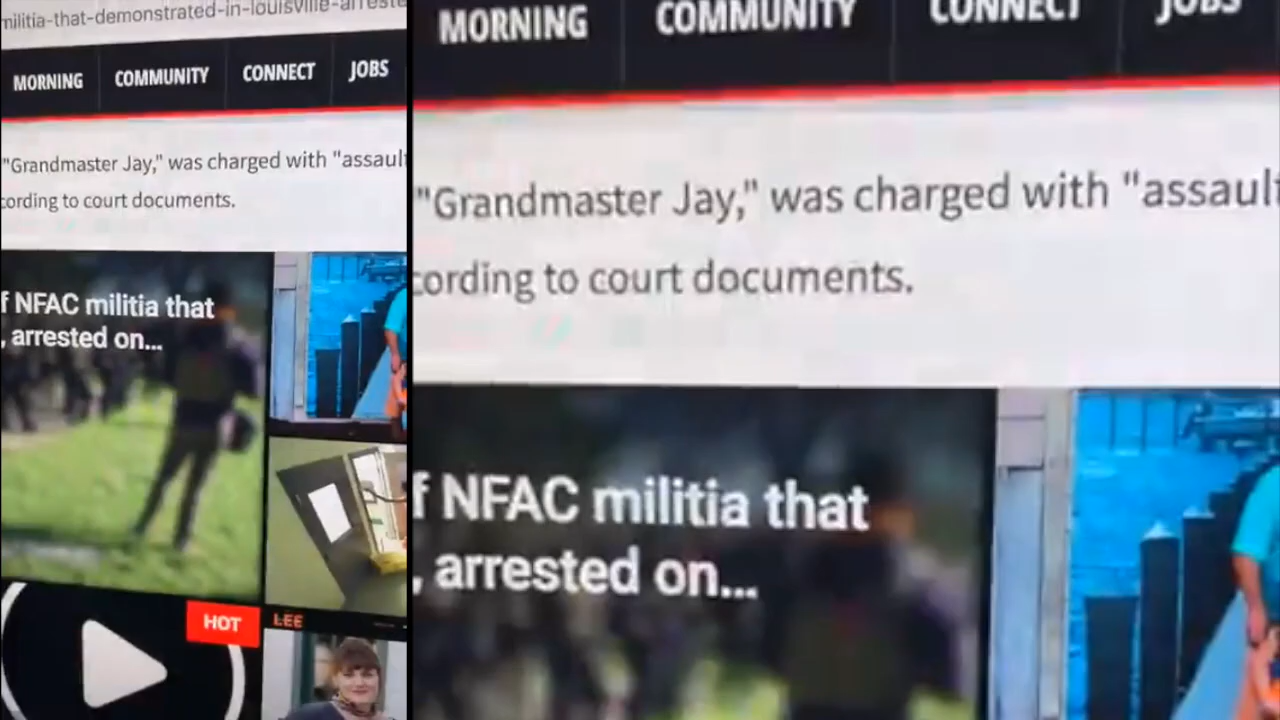 militia-that-demonstrated-in-louisville-arreste
MORNING COMMUNITY CONNECT JOBS
"Grandmaster Jay," was charged with "assault
cording to court documents.
f NFAC militia that
, arrested on...
HOT
LEE
MORNING COMMUNITY CONNECT JOBS
"Grandmaster Jay," was charged with "assault
cording to court documents.
f NFAC militia that
, arrested on...